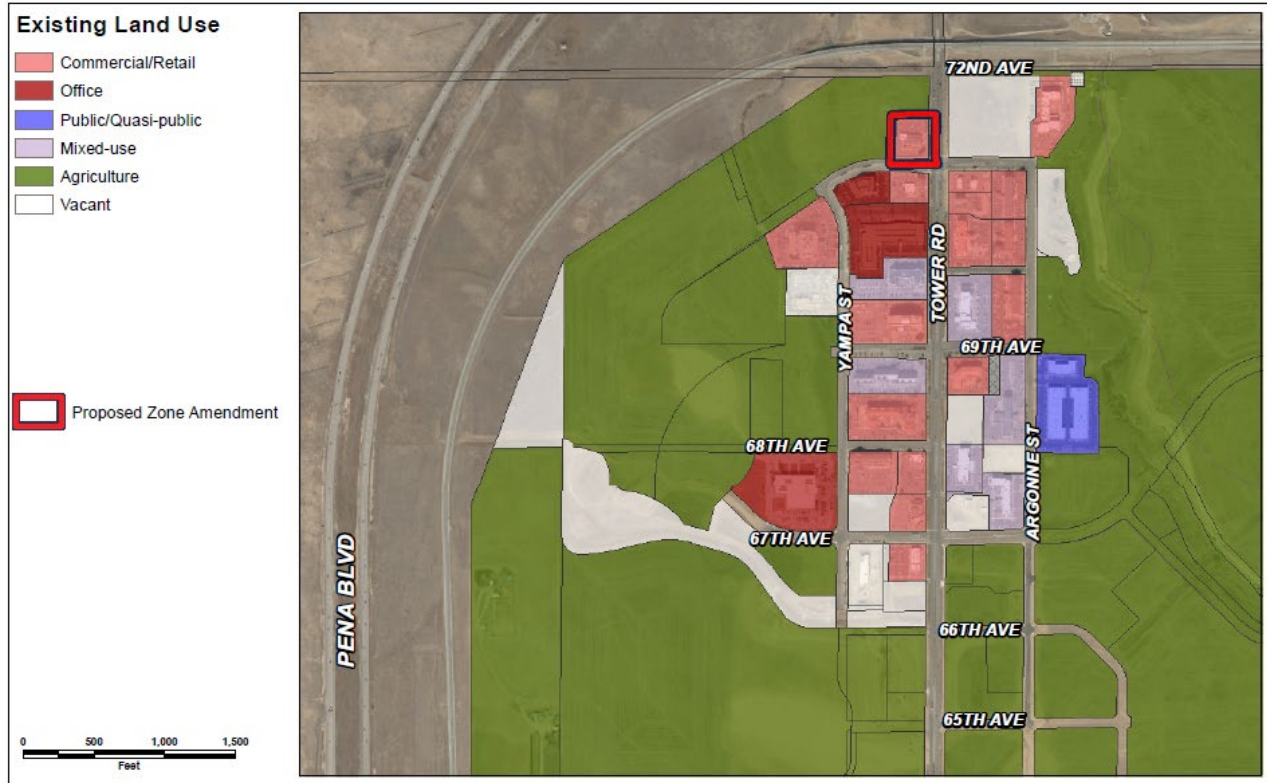 Existing Land Use
Commercial/Retail
Office
Public/Quasi-public
Mixed-use
Agriculture
Vacant
Proposed Zone Amendment
0 500 1,000 1,500
Feet
72ND AVE
TOWER RD
YAMPA ST
69TH AVE
68TH AVE
ARGONNE ST
67TH AVE
PENA BLVD
66TH AVE
65TH AVE